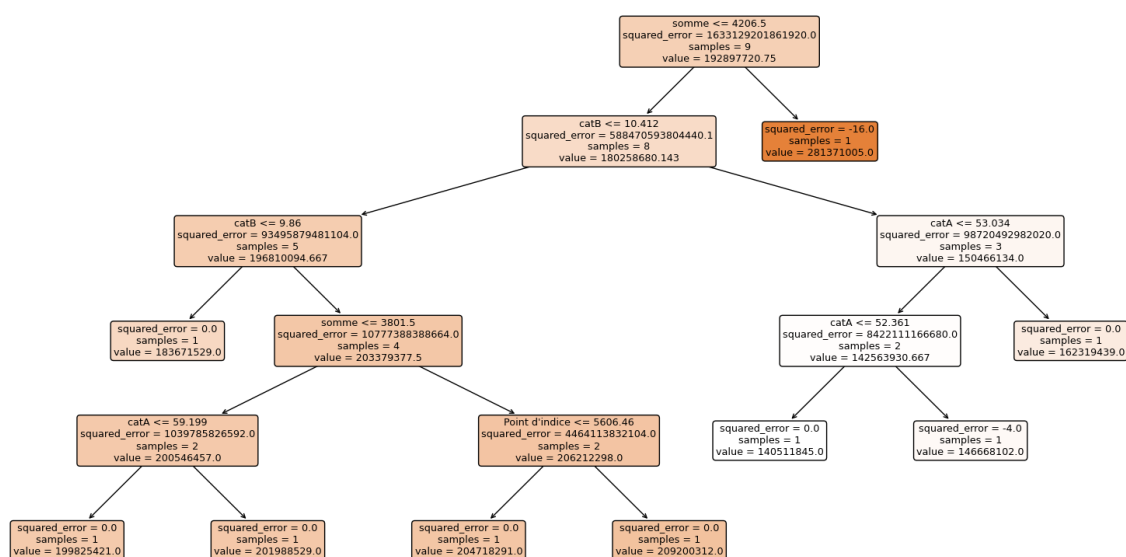 somme <= 4206.5
squared_error = 1633129201861920.0
samples = 9
value = 192897720.75
catB <= 10.412
squared_error = 588470593804440.1
samples = 8
value = 180258680.143
squared_error = -16.0
samples = 1
value = 281371005.0
catB <= 9.86
squared_error = 93495879481104.0
samples = 5
value = 196810094.667
catA <= 53.034
squared_error = 98720492982020.0
samples = 3
value = 150466134.0
squared_error = 0.0
samples = 1
value = 183671529.0
somme <= 3801.5
squared_error = 10777388388664.0
samples = 4
value = 203379377.5
catA <= 52.361
squared_error = 8422111166680.0
samples = 2
value = 142563930.667
squared_error = 0.0
samples = 1
value = 162319439.0
catA <= 59.199
squared_error = 1039785826592.0
samples = 2
value = 200546457.0
Point d'indice <= 5606.46
squared_error = 4464113832104.0
samples = 2
value = 206212298.0
squared_error = 0.0
samples = 1
value = 140511845.0
squared_error = -4.0
samples = 1
value = 146668102.0
squared_error = 0.0
samples = 1
value = 199825421.0
squared_error = 0.0
samples = 1
value = 201988529.0
squared_error = 0.0
samples = 1
value = 204718291.0
squared_error = 0.0
samples = 1
value = 209200312.0